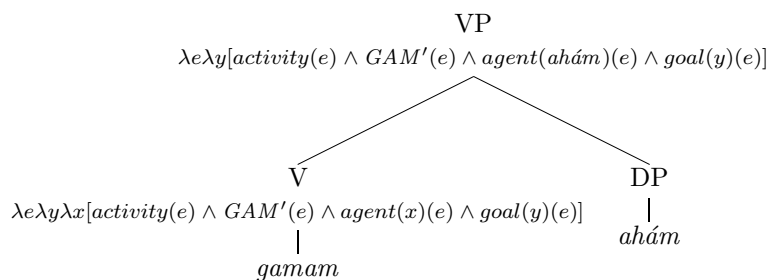 VP
λeλy[activity(e) ∧ GAM′(e) ∧ agent(ahám)(e) ∧ goal(y)(e)]
V DP
λeλyλx[activity(e) ∧ GAM′(e) ∧ agent(x)(e) ∧ goal(y)(e)]
ahám
gamam